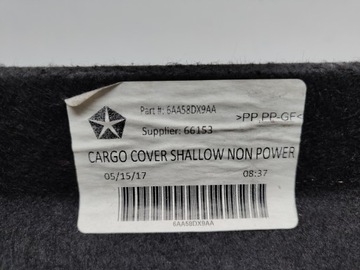 Part #: 6AA58DX9AA
>PP,PP-GF<
Supplier: 66153
CARGO COVER SHALLOW NON POWER
05/15/17 08:37
6AA58DX9AA